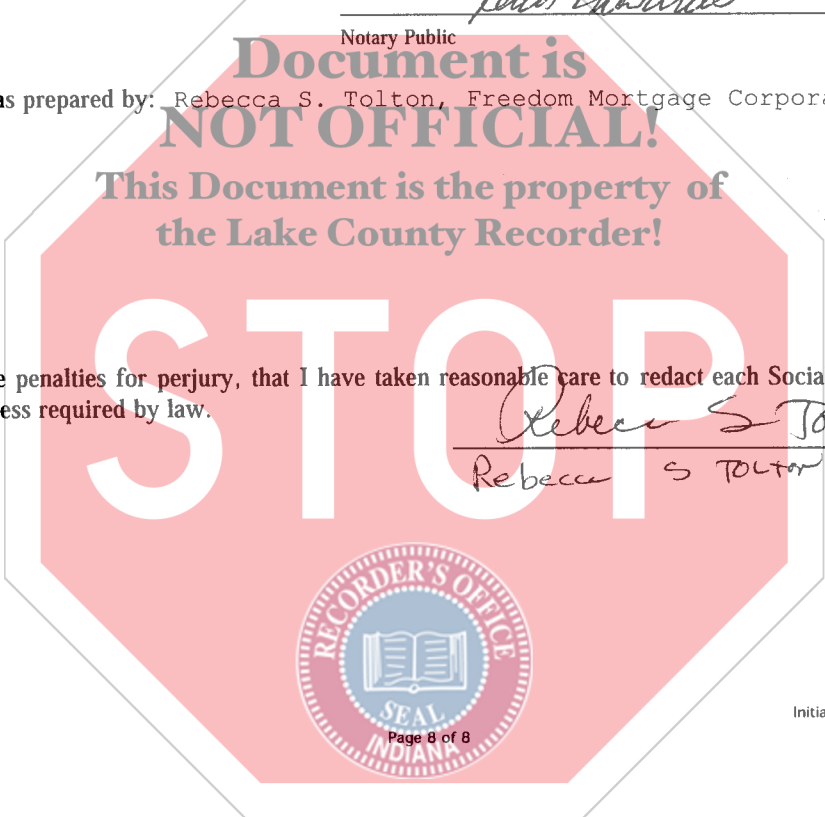 Notary Public
Document is
as prepared by: Rebecca S. Tolton, Freedom Mortgage Corpora
NOT OFFICIAL!
This Document is the property of
the Lake County Recorder!
STOP
e penalties for perjury, that I have taken reasonable care to redact each Socia
ess required by law.
Rebecca S To
Rebecca S TOLTON
RECORDER'S OFFICE
SEAL
INDIANA
Initia
Page 8 of 8